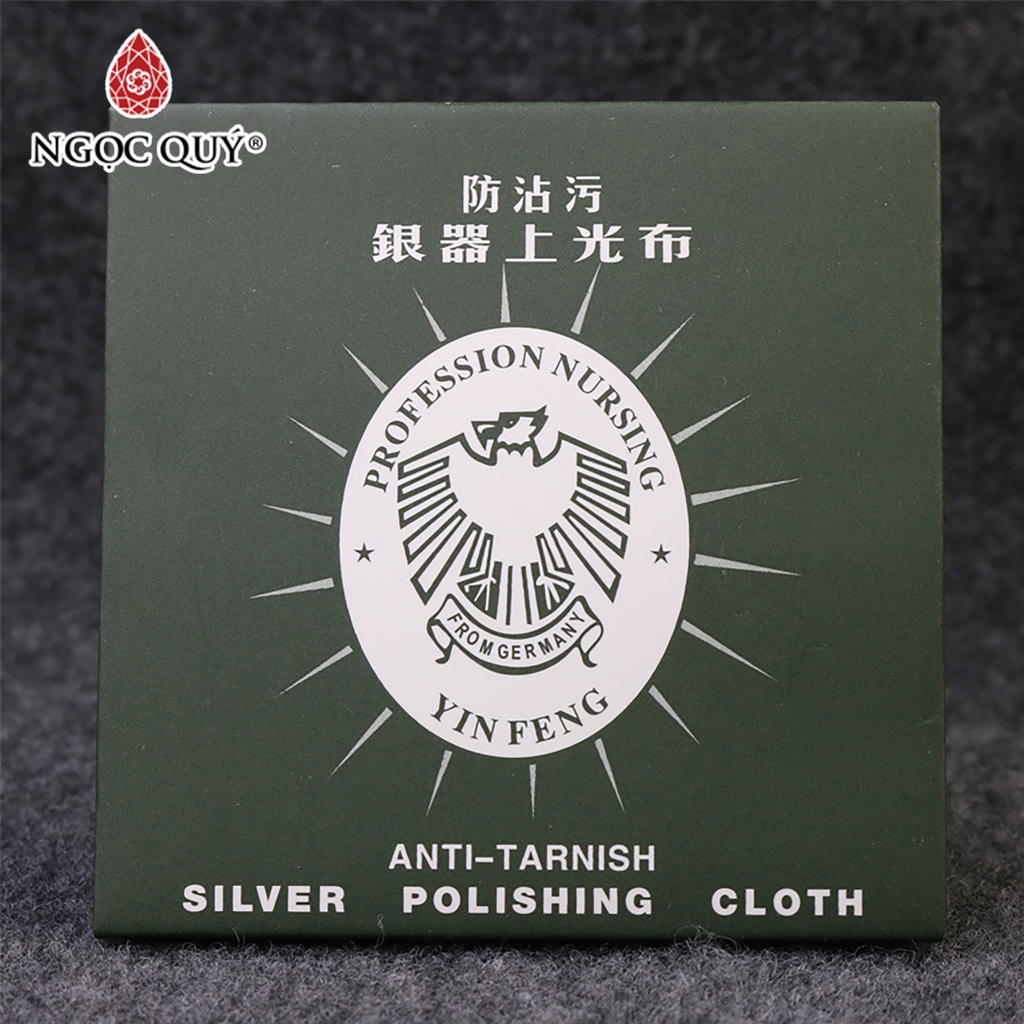 NGỌC QUÝ®
防沾污
銀器上光布
PROFESSION NURSING
FROM GERMANY
YIN FENG
ANTI-TARNISH
SILVER POLISHING CLOTH